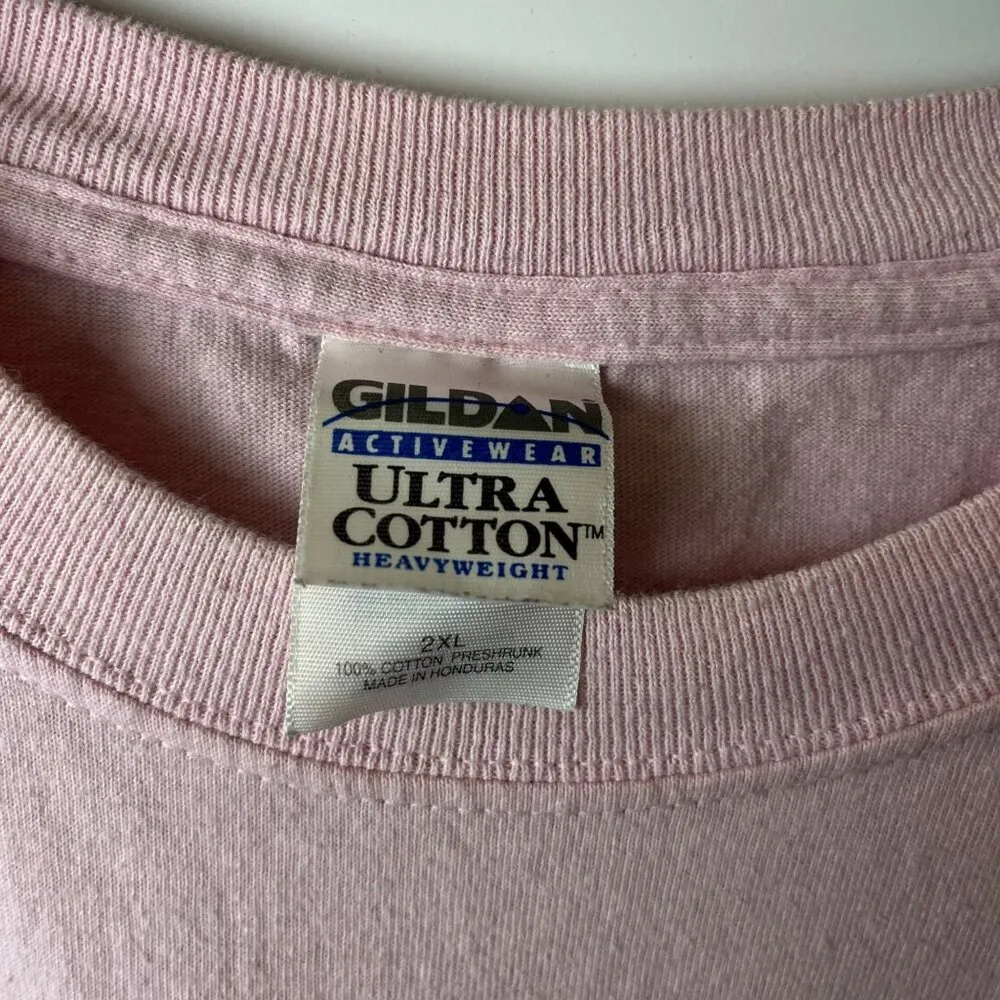 GILDAN
ACTIVEWEAR
ULTRA
COTTON™
HEAVYWEIGHT
2XL
100% COTTON PRESHRUNK
MADE IN HONDURAS